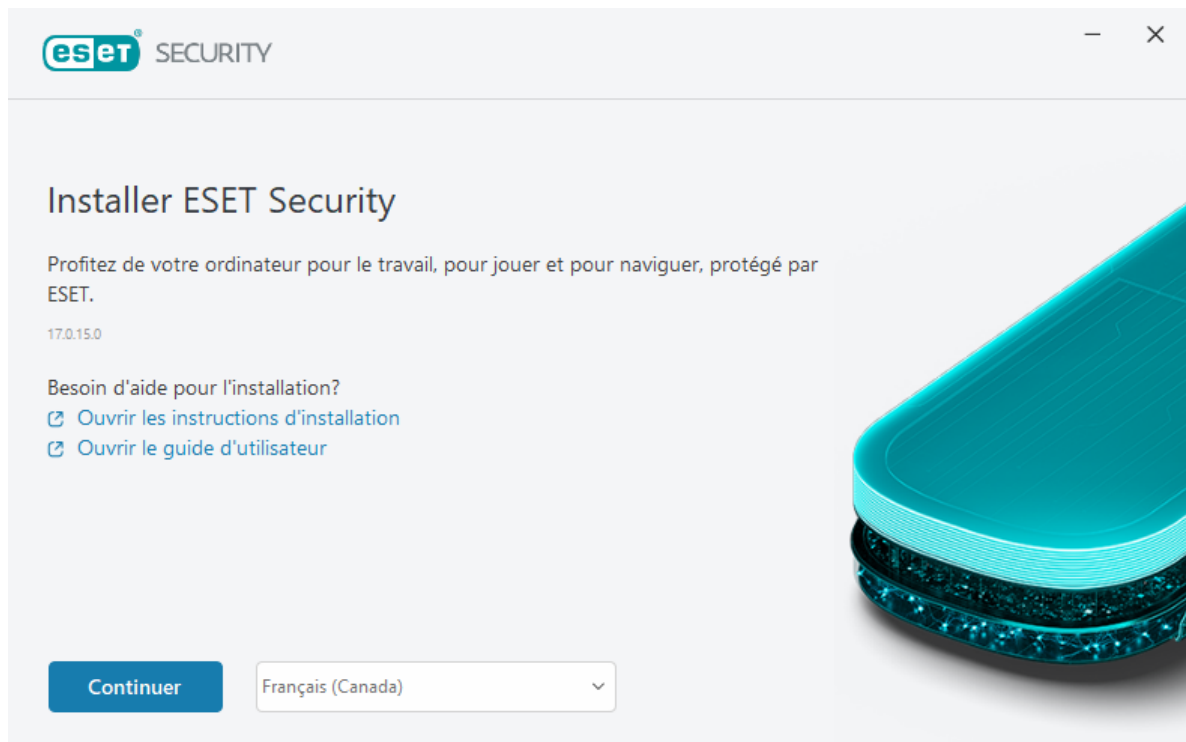 eset® SECURITY
Installer ESET Security
Profitez de votre ordinateur pour le travail, pour jouer et pour naviguer, protégé par
ESET.
17.0.15.0
Besoin d'aide pour l'installation?
Ouvrir les instructions d'installation
Ouvrir le guide d'utilisateur
Continuer
Français (Canada)